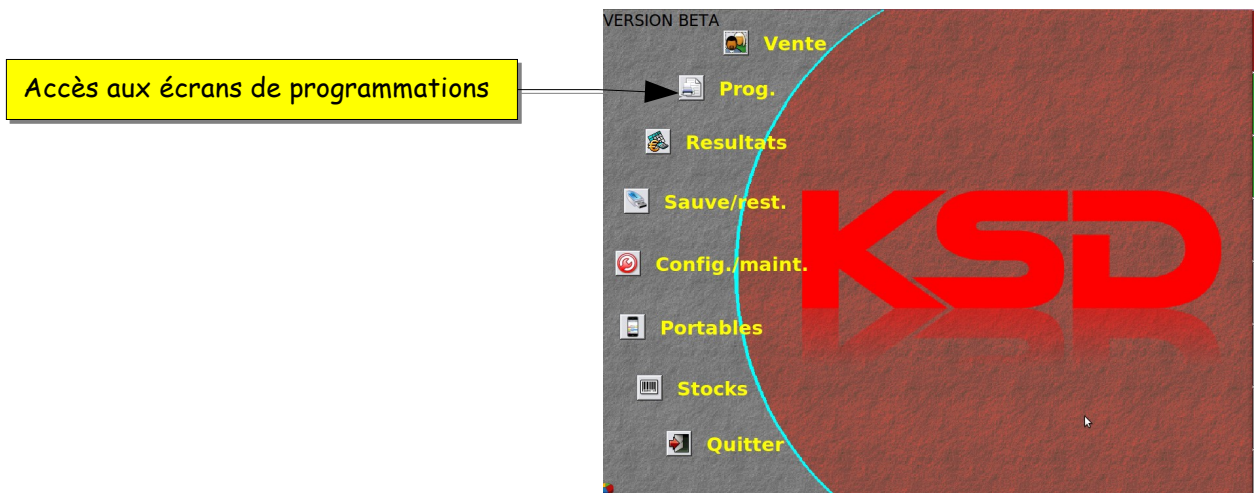 VERSION BETA
Vente
Accès aux écrans de programmations
Prog.
Resultats
Sauve/rest.
Config./maint.
KSD
Portables
Stocks
Quitter